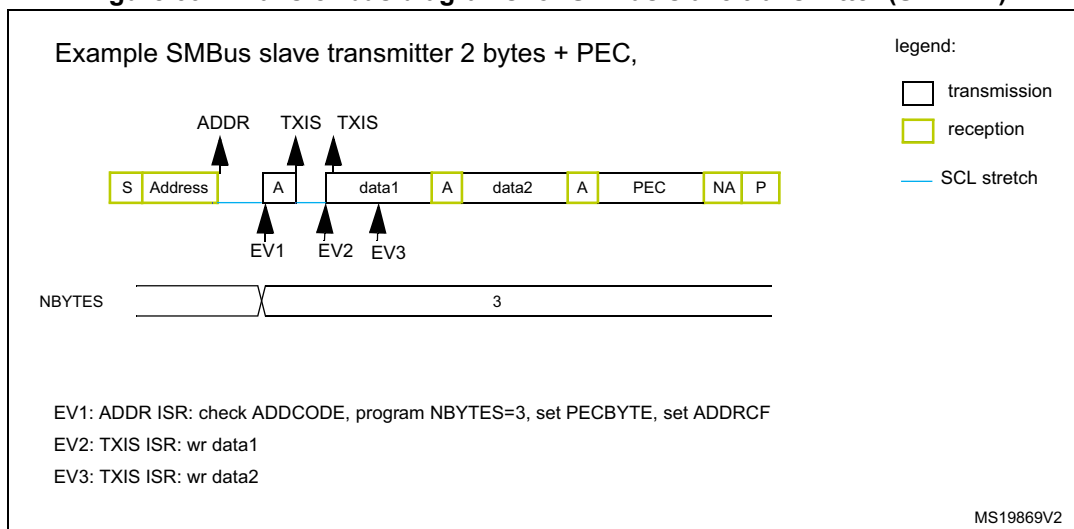 Example SMBus slave transmitter 2 bytes + PEC,
legend:
transmission
reception
SCL stretch
ADDR TXIS TXIS
S Address A data1 A data2 A PEC NA P
EV1 EV2 EV3
NBYTES 3
EV1: ADDR ISR: check ADDCODE, program NBYTES=3, set PECBYTE, set ADDRCF
EV2: TXIS ISR: wr data1
EV3: TXIS ISR: wr data2
MS19869V2